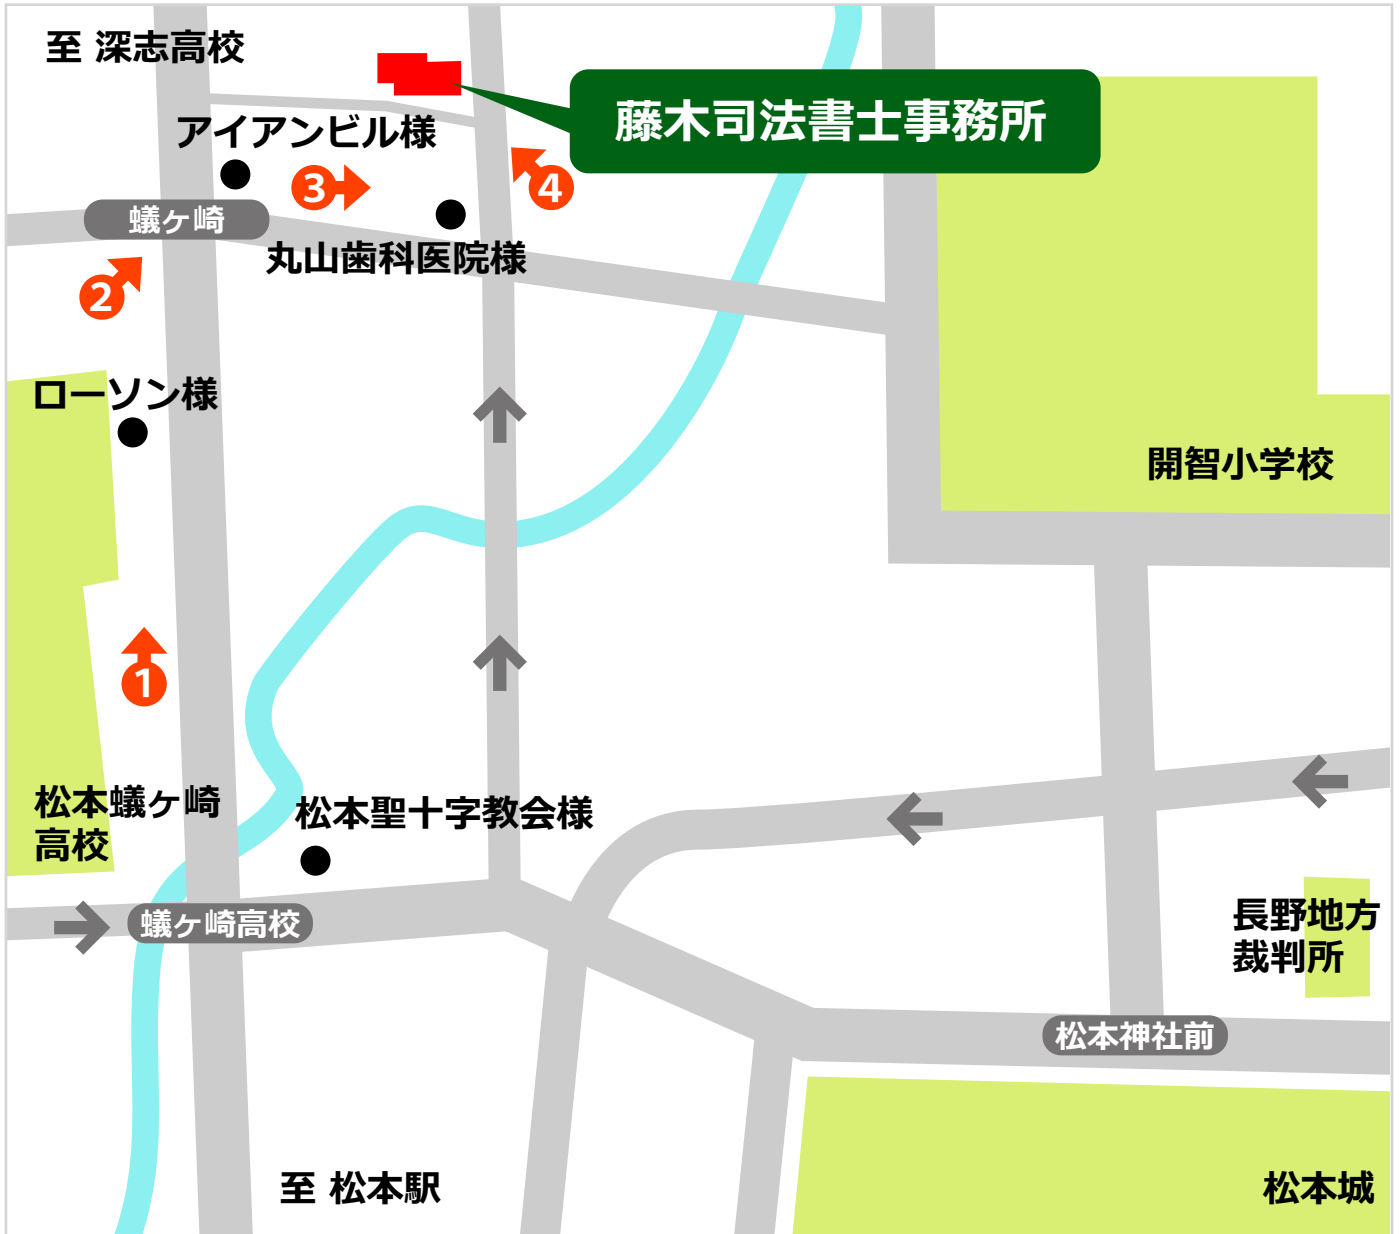 至 深志高校
藤木司法書士事務所
アイアンビル様
3
4
蟻ヶ崎
丸山歯科医院様
2
ローソン様
開智小学校
1
松本蟻ヶ崎
高校
松本聖十字教会様
蟻ヶ崎高校
長野地方
裁判所
松本神社前
至 松本駅
松本城